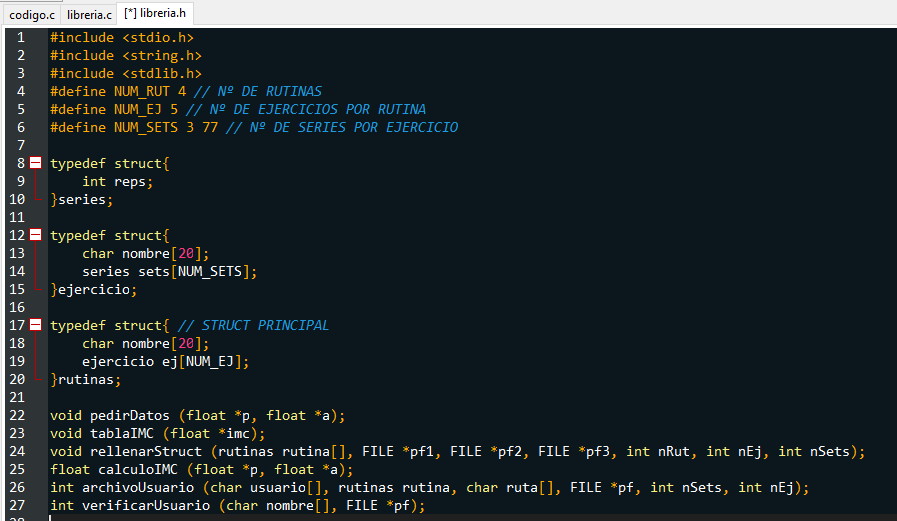 codigo.c libreria.c [*] libreria.h
1 #include <stdio.h>
2 #include <string.h>
3 #include <stdlib.h>
4 #define NUM_RUT 4 // Nº DE RUTINAS
5 #define NUM_EJ 5 // Nº DE EJERCICIOS POR RUTINA
6 #define NUM_SETS 3 77 // Nº DE SERIES POR EJERCICIO
7
8 typedef struct{
9 int reps;
10 }series;
11
12 typedef struct{
13 char nombre[20];
14 series sets[NUM_SETS];
15 }ejercicio;
16
17 typedef struct{ // STRUCT PRINCIPAL
18 char nombre[20];
19 ejercicio ej[NUM_EJ];
20 }rutinas;
21
22 void pedirDatos (float *p, float *a);
23 void tablaIMC (float *imc);
24 void rellenarStruct (rutinas rutina[], FILE *pf1, FILE *pf2, FILE *pf3, int nRut, int nEj, int nSets);
25 float calculoIMC (float *p, float *a);
26 int archivoUsuario (char usuario[], rutinas rutina, char ruta[], FILE *pf, int nSets, int nEj);
27 int verificarUsuario (char nombre[], FILE *pf);
28